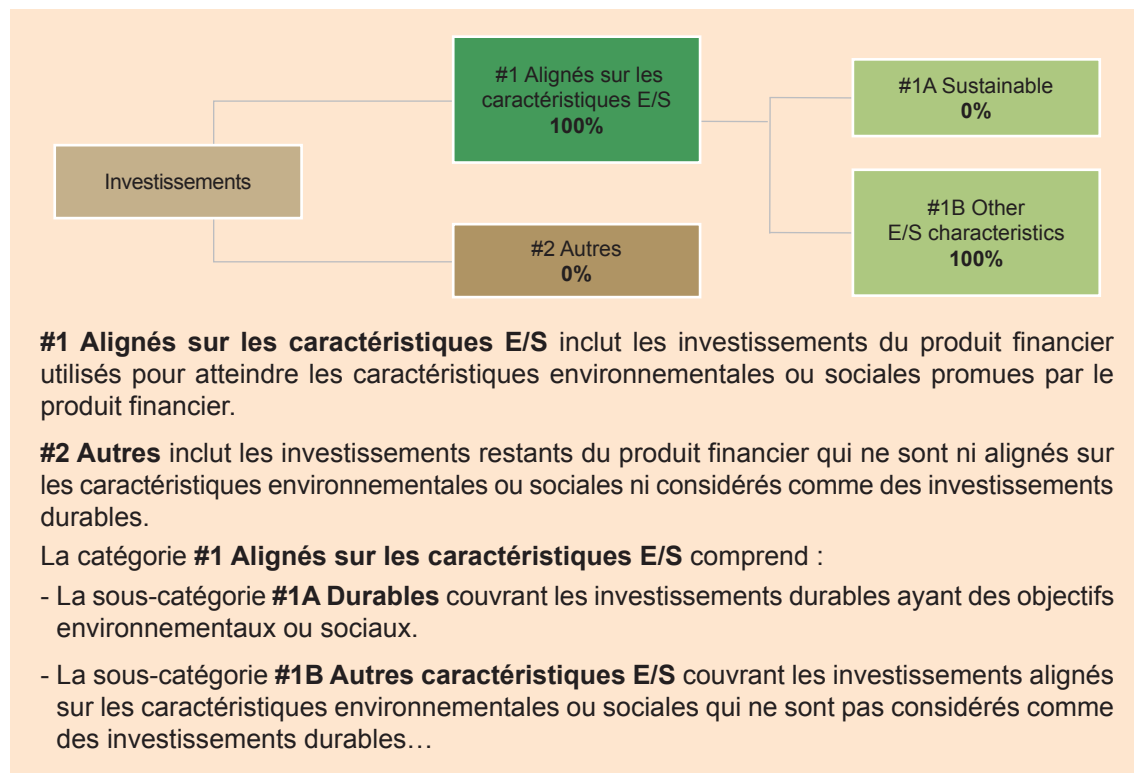 #1 Alignés sur les
caractéristiques E/S
100%
#1A Sustainable
0%
Investissements
#1B Other
E/S characteristics
100%
#2 Autres
0%
#1 Alignés sur les caractéristiques E/S inclut les investissements du produit financier
utilisés pour atteindre les caractéristiques environnementales ou sociales promues par le
produit financier.
#2 Autres inclut les investissements restants du produit financier qui ne sont ni alignés sur
les caractéristiques environnementales ou sociales ni considérés comme des investissements
durables.
La catégorie #1 Alignés sur les caractéristiques E/S comprend :
- La sous-catégorie #1A Durables couvrant les investissements durables ayant des objectifs
environnementaux ou sociaux.
- La sous-catégorie #1B Autres caractéristiques E/S couvrant les investissements alignés
sur les caractéristiques environnementales ou sociales qui ne sont pas considérés comme
des investissements durables…